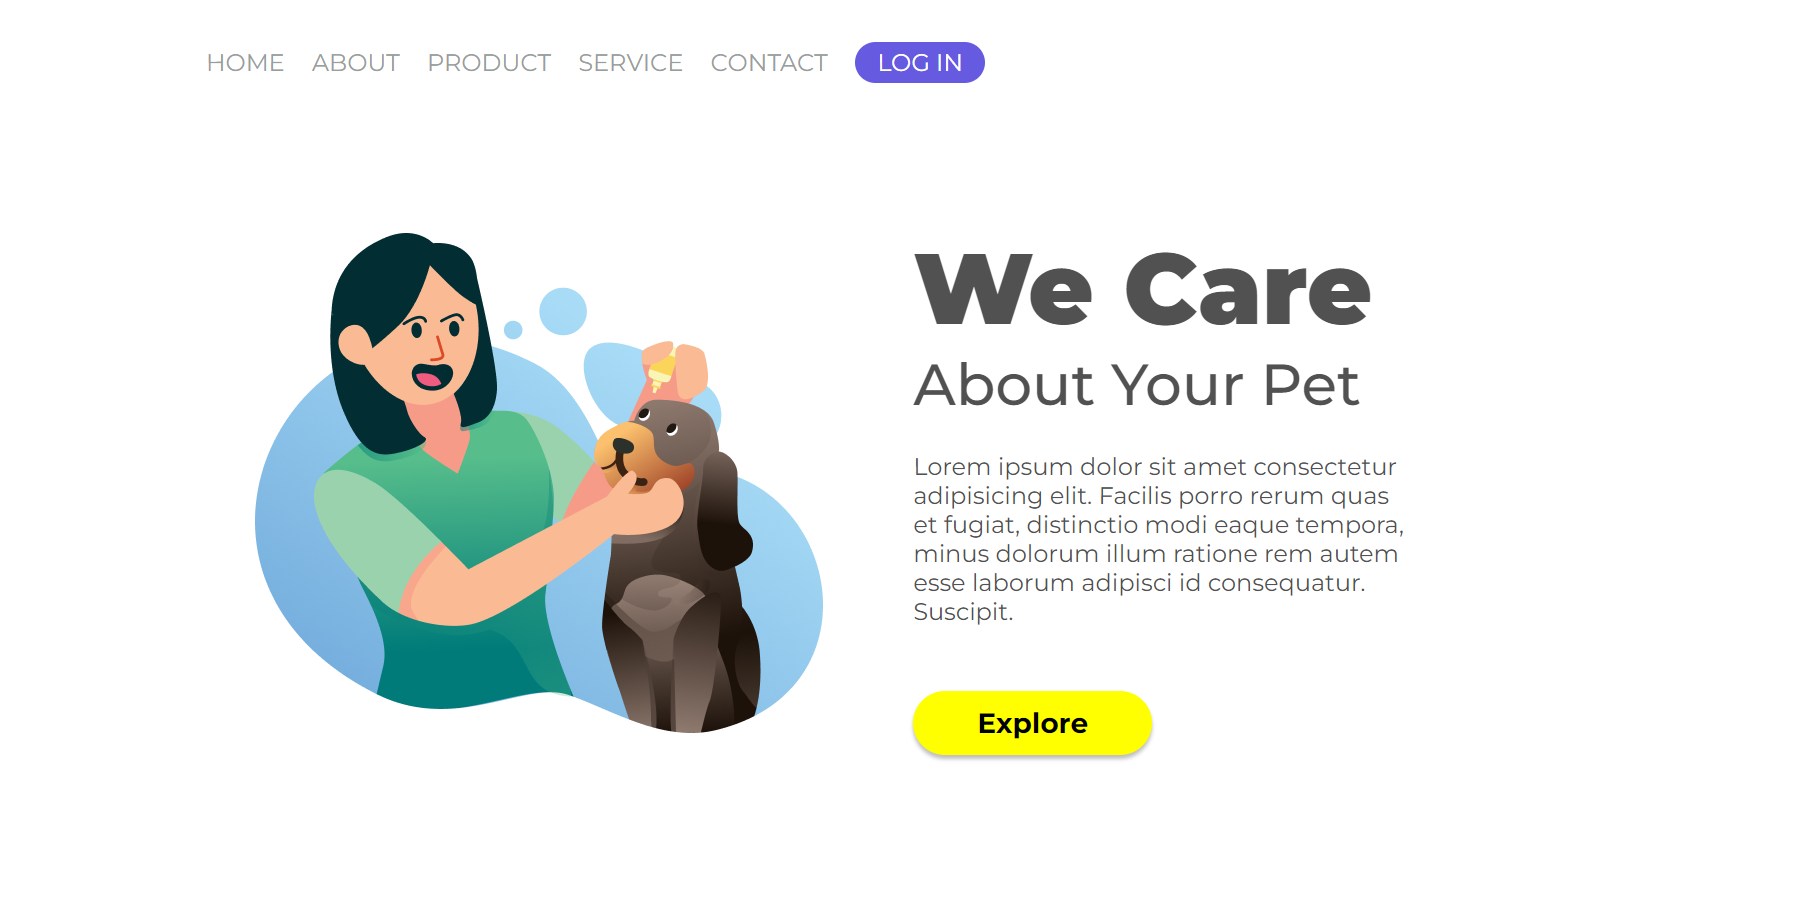 HOME ABOUT PRODUCT SERVICE CONTACT LOG IN
We Care
About Your Pet
Lorem ipsum dolor sit amet consectetur
adipisicing elit. Facilis porro rerum quas
et fugiat, distinctio modi eaque tempora,
minus dolorum illum ratione rem autem
esse laborum adipisci id consequatur.
Suscipit.
Explore